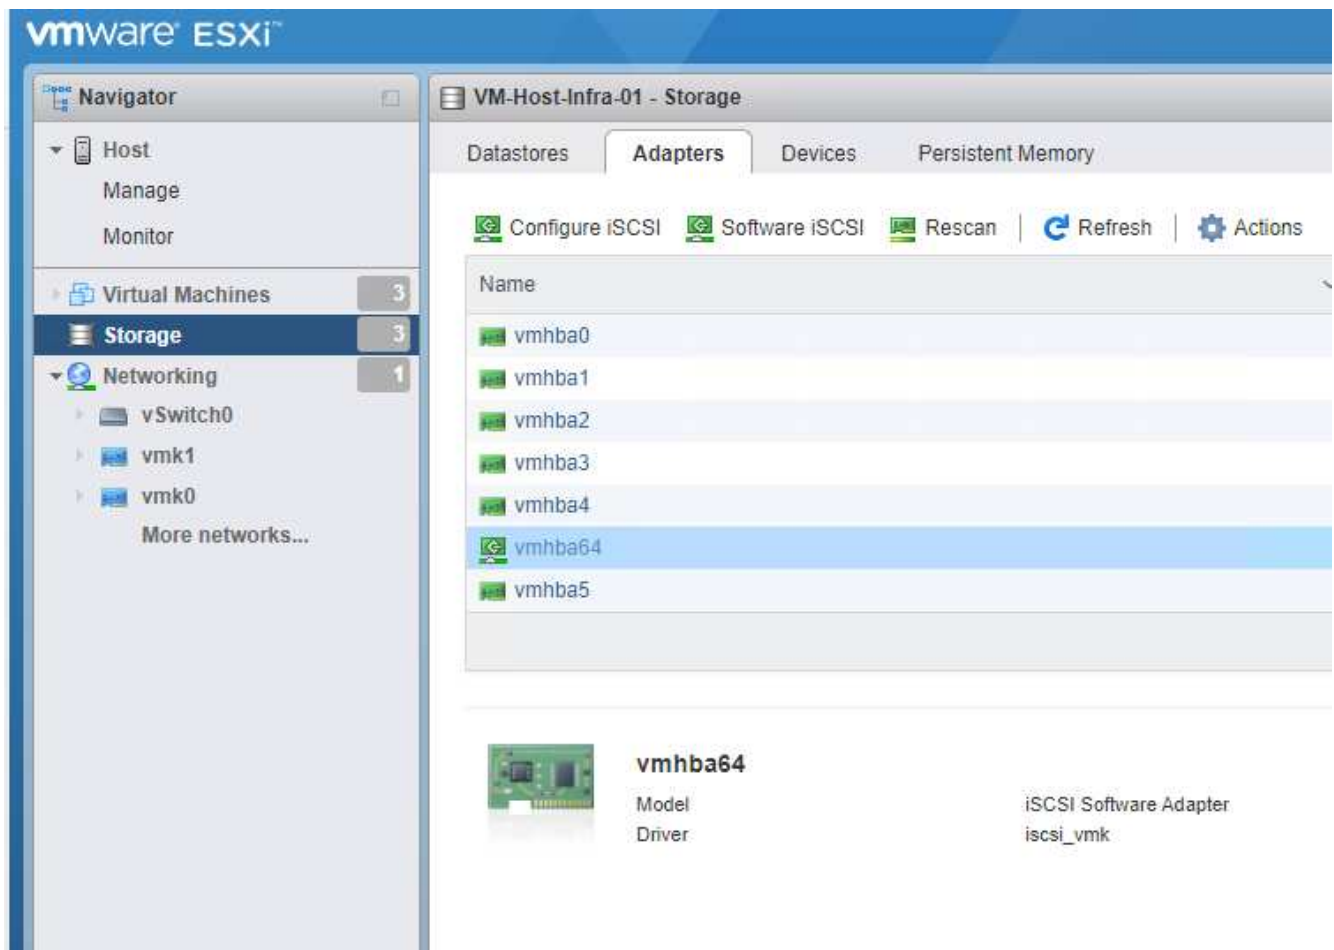 vmware® ESXi™
Navigator
Host
Manage
Monitor
Virtual Machines 3
Storage 3
Networking 1
vSwitch0
vmk1
vmk0
More networks...
VM-Host-Infra-01 - Storage
Datastores Adapters Devices Persistent Memory
Configure iSCSI Software iSCSI Rescan Refresh Actions
Name
vmhba0
vmhba1
vmhba2
vmhba3
vmhba4
vmhba64
vmhba5
vmhba64
Model iSCSI Software Adapter
Driver iscsi_vmk